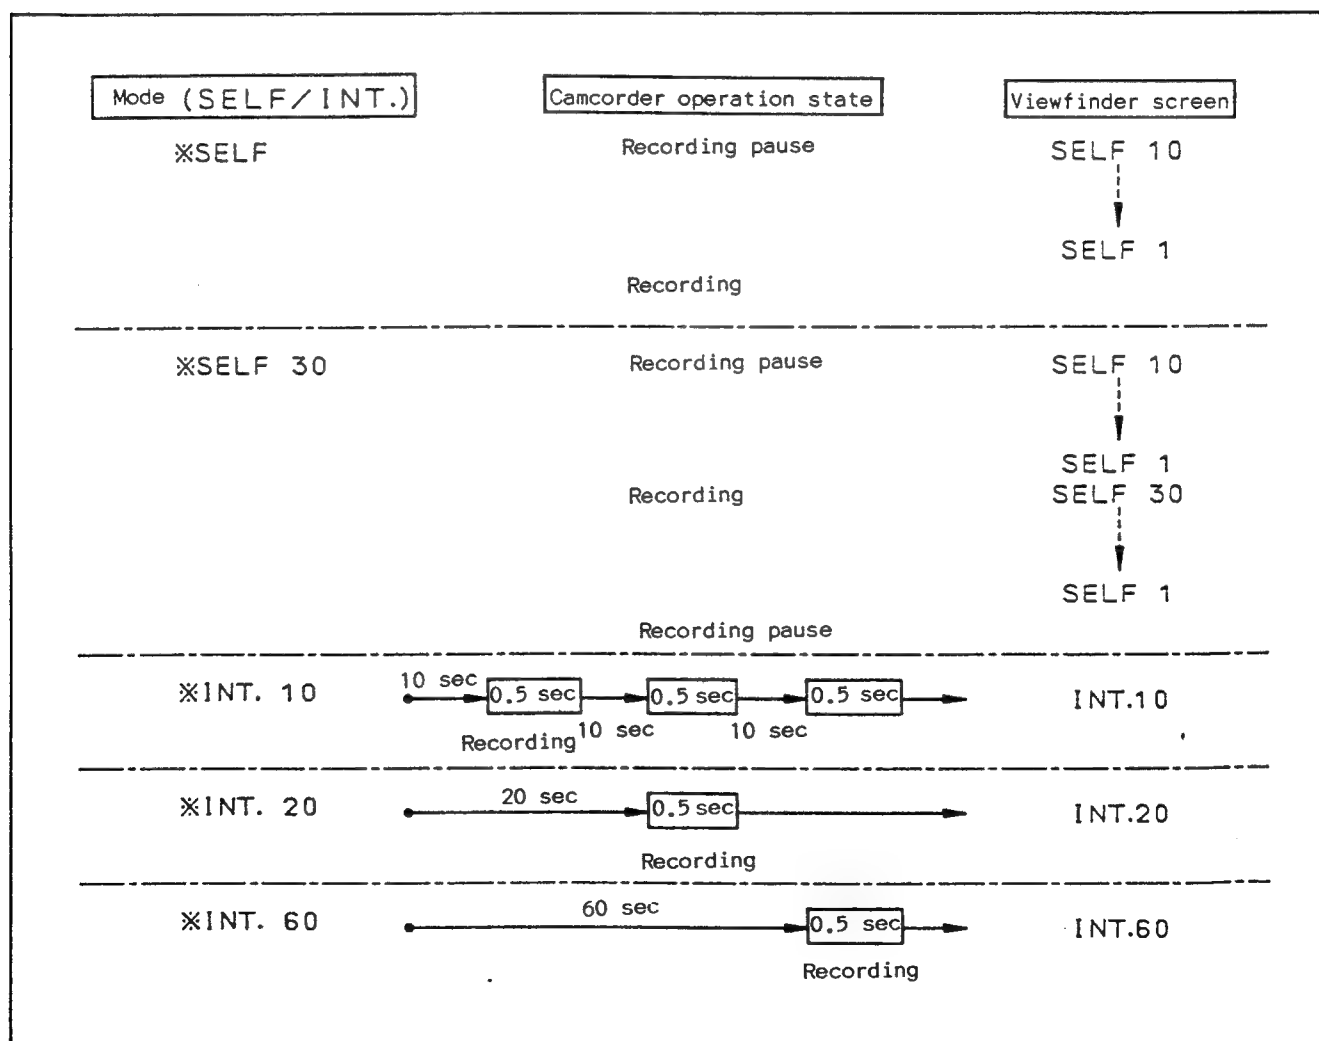 Mode (SELF/INT.) Camcorder operation state Viewfinder screen
※SELF Recording pause SELF 10
SELF 1
Recording
※SELF 30 Recording pause SELF 10
SELF 1
Recording SELF 30
SELF 1
Recording pause
※INT. 10 10 sec 0.5 sec 0.5 sec 0.5 sec INT.10
Recording 10 sec 10 sec
※INT. 20 20 sec 0.5 sec INT.20
Recording
※INT. 60 60 sec 0.5 sec INT.60
Recording